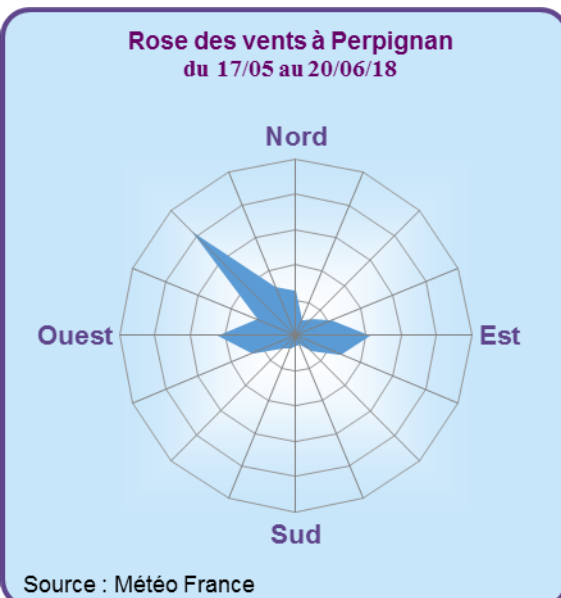 Rose des vents à Perpignan
du 17/05 au 20/06/18
Nord
Ouest
Est
Sud
Source : Météo France